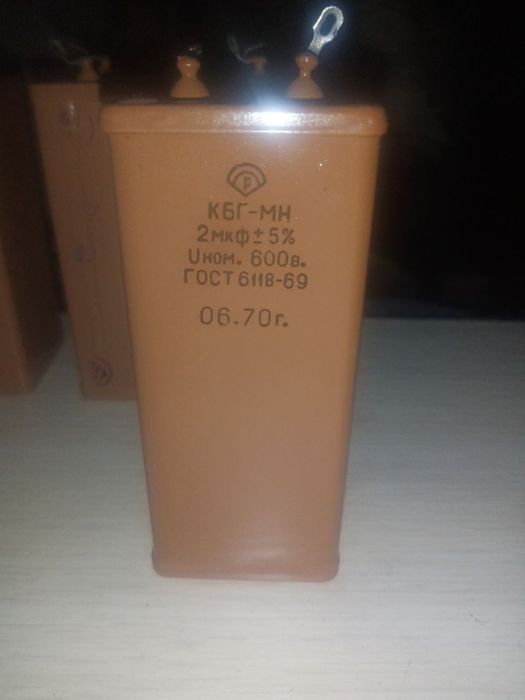 р
КБГ-МН
2мкф±5%
Uном. 600в.
ГОСТ 6118-69
06.70г.